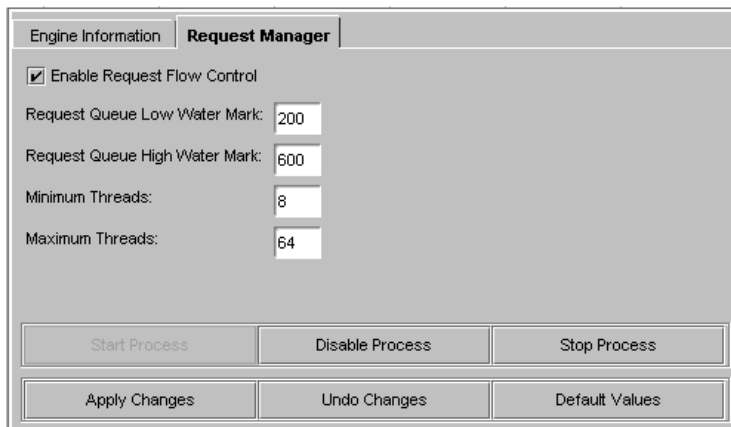 Engine Information Request Manager
Enable Request Flow Control
Request Queue Low Water Mark: 200
Request Queue High Water Mark: 600
Minimum Threads: 8
Maximum Threads: 64
Start Process Disable Process Stop Process
Apply Changes Undo Changes Default Values